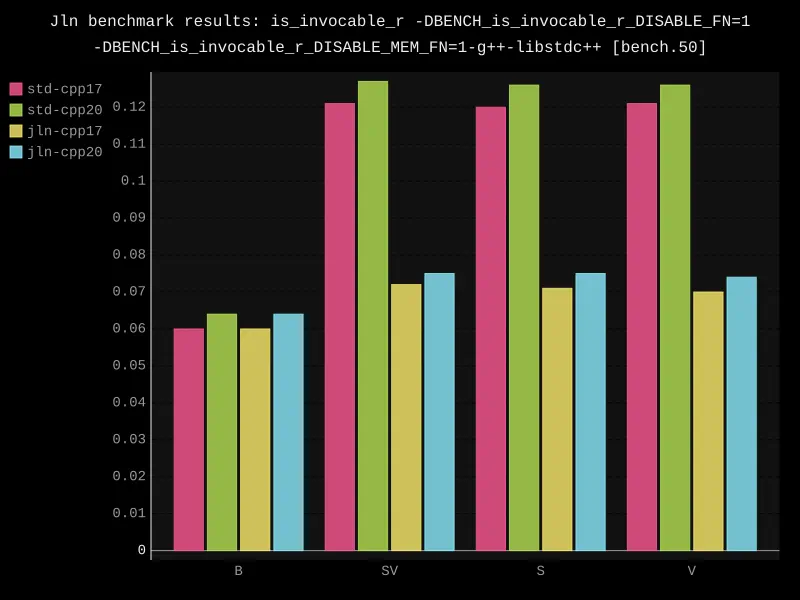 Jln benchmark results: is_invocable_r -DBENCH_is_invocable_r_DISABLE_FN=1
-DBENCH_is_invocable_r_DISABLE_MEM_FN=1-g++-libstdc++ [bench.50]
std-cpp17
std-cpp20
jln-cpp17
jln-cpp20
0.12
0.11
0.1
0.09
0.08
0.07
0.06
0.05
0.04
0.03
0.02
0.01
0
B SV S V